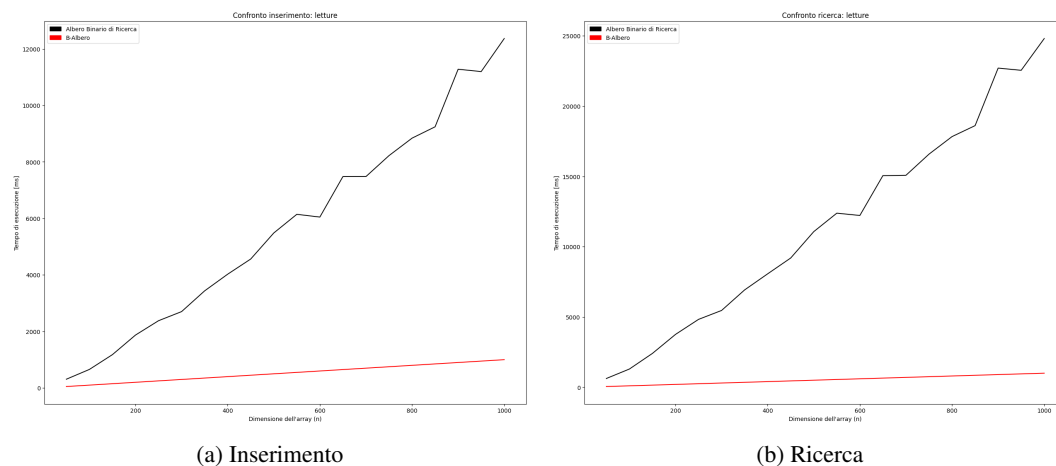 Confronto inserimento: letture
Albero Binario di Ricerca
B-Albero
Tempo di esecuzione [ms]
12000
10000
8000
6000
4000
2000
0
200
400
600
800
1000
Dimensione dell'array (n)
(a) Inserimento
Confronto ricerca: letture
Albero Binario di Ricerca
B-Albero
Tempo di esecuzione [ms]
25000
20000
15000
10000
5000
0
200
400
600
800
1000
Dimensione dell'array (n)
(b) Ricerca